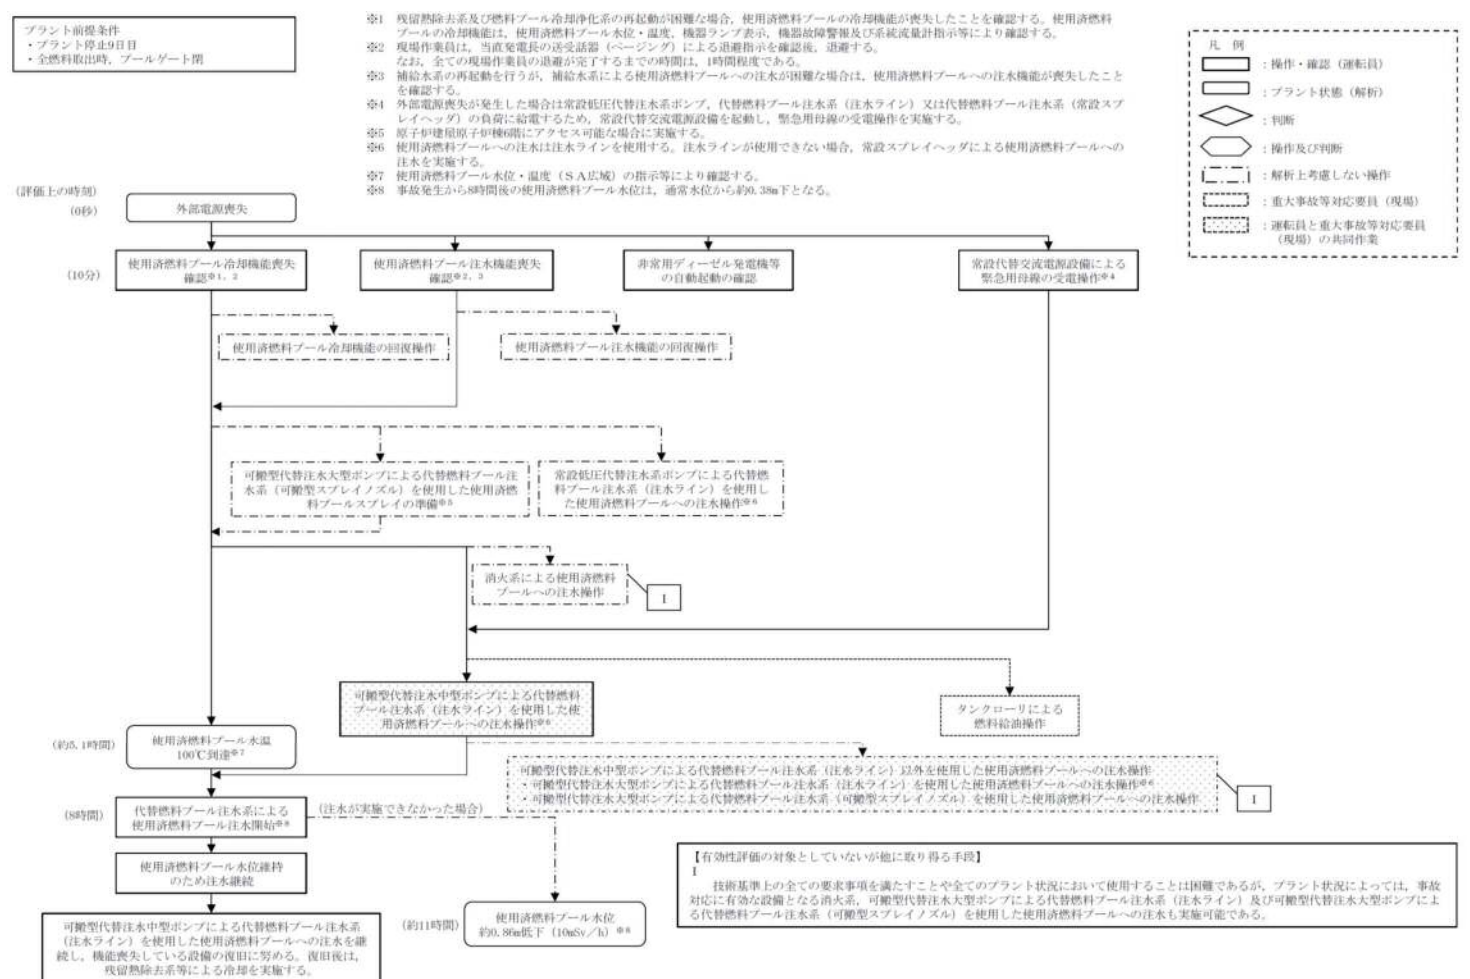 プラント前提条件
・プラント停止9日目
・全燃料取出時，プールゲート閉
※1 残留熱除去系及び燃料プール冷却浄化系の再起動が困難な場合，使用済燃料プールの冷却機能が喪失したことを確認する。使用済燃料
プールの冷却機能は，使用済燃料プール水位・温度，機器ランプ表示，機器故障警報及び系統流量計指示等により確認する。
※2 現場作業員は，当直発電長の送受話器（ページング）による退避指示を確認後，退避する。
なお，全ての現場作業員の退避が完了するまでの時間は，1時間程度である。
※3 補給水系の再起動を行うが，補給水系による使用済燃料プールへの注水が困難な場合は，使用済燃料プールへの注水機能が喪失したこと
を確認する。
※4 外部電源喪失が発生した場合は常設低圧代替注水系ポンプ，代替燃料プール注水系（注水ライン）又は代替燃料プール注水系（常設スプ
レイヘッダ）の負荷に給電するため，常設代替交流電源設備を起動し，緊急用母線の受電操作を実施する。
※5 原子炉建屋原子炉棟6階にアクセス可能な場合に実施する。
※6 使用済燃料プールへの注水は注水ラインを使用する。注水ラインが使用できない場合，常設スプレイヘッダによる使用済燃料プールへの
注水を実施する。
※7 使用済燃料プール水位・温度（ＳＡ広域）の指示等により確認する。
※8 事故発生から8時間後の使用済燃料プール水位は，通常水位から約0.38m下となる。
凡 例
：操作・確認（運転員）
：プラント状態（解析）
：判断
：操作及び判断
：解析上考慮しない操作
：重大事故等対応要員（現場）
：運転員と重大事故等対応要員
（現場）の共同作業
（評価上の時刻）
（0秒）
外部電源喪失
（10分）
使用済燃料プール冷却機能喪失
確認※1, 2
使用済燃料プール注水機能喪失
確認※2, 3
非常用ディーゼル発電機等
の自動起動の確認
常設代替交流電源設備による
緊急用母線の受電操作※4
使用済燃料プール冷却機能の回復操作
使用済燃料プール注水機能の回復操作
可搬型代替注水大型ポンプによる代替燃料プール注
水系（可搬型スプレイノズル）を使用した使用済燃
料プールスプレイの準備※5
常設低圧代替注水系ポンプによる代替燃
料プール注水系（注水ライン）を使用し
た使用済燃料プールへの注水操作※6
消火系による使用済燃料
プールへの注水操作
Ⅰ
可搬型代替注水中型ポンプによる代替燃料
プール注水系（注水ライン）を使用した使
用済燃料プールへの注水操作※6
タンクローリによる
燃料給油操作
（約5.1時間）
使用済燃料プール水温
100℃到達※7
可搬型代替注水中型ポンプによる代替燃料プール注水系（注水ライン）以外を使用した使用済燃料プールへの注水操作
・可搬型代替注水大型ポンプによる代替燃料プール注水系（注水ライン）を使用した使用済燃料プールへの注水操作※6
・可搬型代替注水大型ポンプによる代替燃料プール注水系（可搬型スプレイノズル）を使用した使用済燃料プールへの注水操作
Ⅰ
（8時間）
代替燃料プール注水系による
使用済燃料プール注水開始※8
（注水が実施できなかった場合）
使用済燃料プール水位維持
のため注水継続
可搬型代替注水中型ポンプによる代替燃料プール注水系
（注水ライン）を使用した使用済燃料プールへの注水を継
続し，機能喪失している設備の復旧に努める。復旧後は，
残留熱除去系等による冷却を実施する。
（約11時間）
使用済燃料プール水位
約0.86m低下（10mSv／h）※8
【有効性評価の対象としていないが他に取り得る手段】
Ⅰ
技術基準上の全ての要求事項を満たすことや全てのプラント状況において使用することは困難であるが，プラント状況によっては，事故
対応に有効な設備となる消火系，可搬型代替注水大型ポンプによる代替燃料プール注水系（注水ライン）及び可搬型代替注水大型ポンプによ
る代替燃料プール注水系（可搬型スプレイノズル）を使用した使用済燃料プールへの注水も実施可能である。